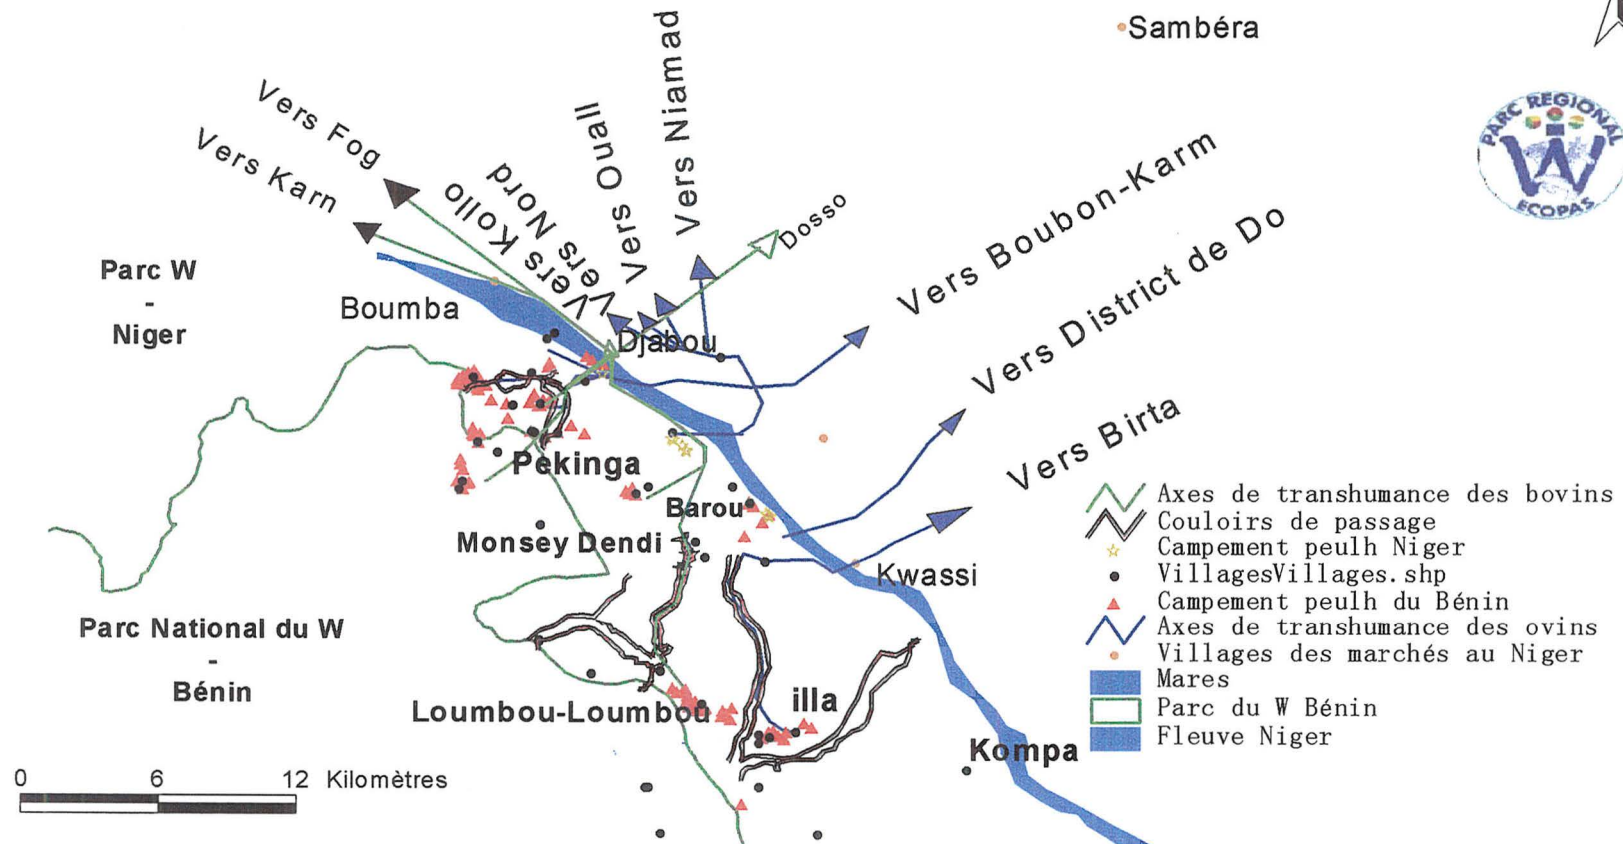 Sambéra
PARC REGIONAL
W
ECOPAS
Vers Fog
Vers Karn
Vers Kollo
Vers Nord
Vers Ouall
Vers Niamad
Dosso
Vers Boubon-Karm
Vers District de Do
Vers Birta
Parc W
-
Niger
Boumba
Djabou
Pekinga
Barou
Monsey Dendi
Kwassi
Parc National du W
-
Bénin
Loumbou-Loumbou
illa
Kompa
Axes de transhumance des bovins
Couloirs de passage
Campement peulh Niger
VillagesVillages.shp
Campement peulh du Bénin
Axes de transhumance des ovins
Villages des marchés au Niger
Mares
Parc du W Bénin
Fleuve Niger
0 6 12 Kilomètres